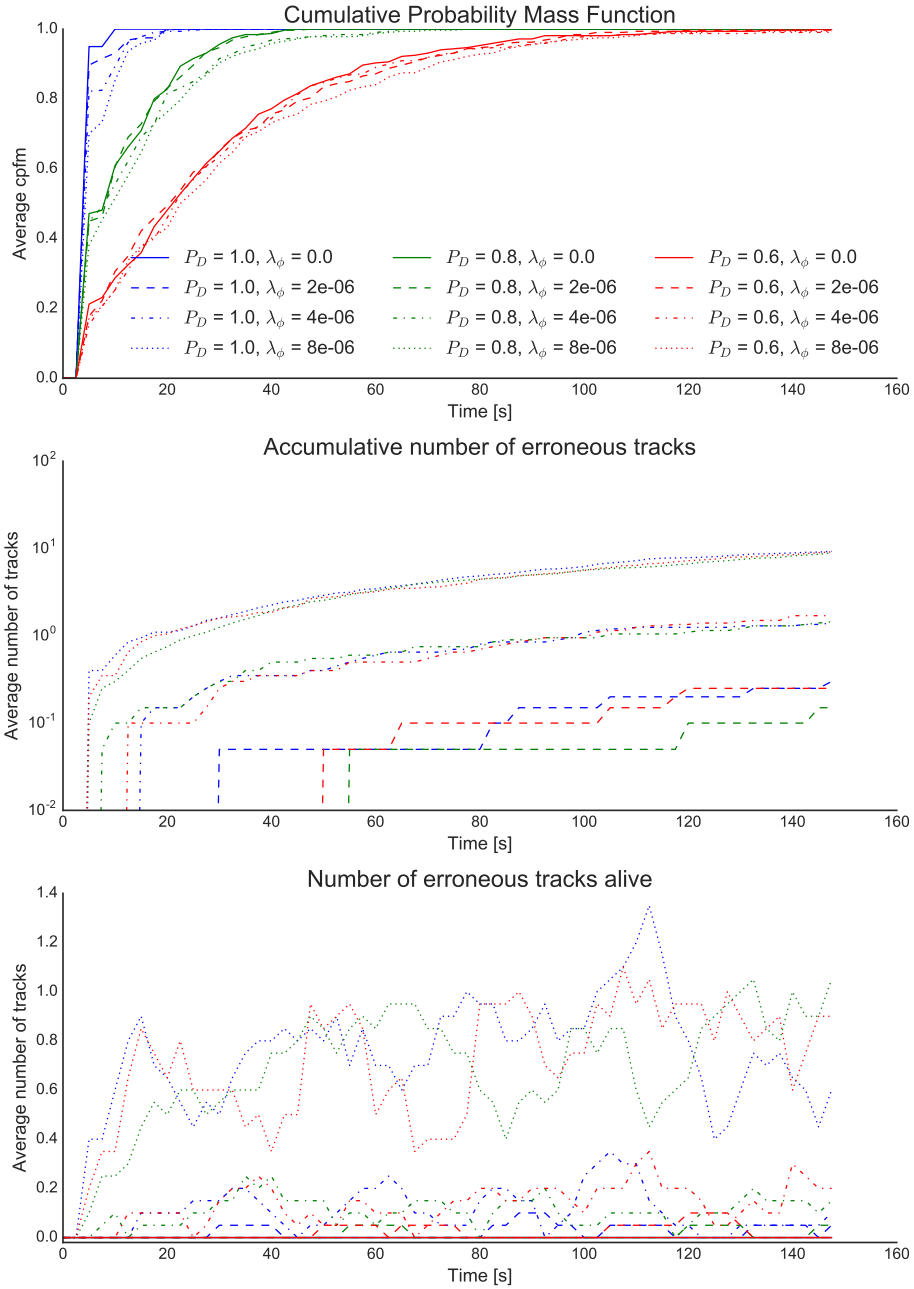 Cumulative Probability Mass Function
1.0
0.8
0.6
0.4
0.2
0.0
Average cpfm
P_D = 1.0, λ_ϕ = 0.0
P_D = 1.0, λ_ϕ = 2e-06
P_D = 1.0, λ_ϕ = 4e-06
P_D = 1.0, λ_ϕ = 8e-06
P_D = 0.8, λ_ϕ = 0.0
P_D = 0.8, λ_ϕ = 2e-06
P_D = 0.8, λ_ϕ = 4e-06
P_D = 0.8, λ_ϕ = 8e-06
P_D = 0.6, λ_ϕ = 0.0
P_D = 0.6, λ_ϕ = 2e-06
P_D = 0.6, λ_ϕ = 4e-06
P_D = 0.6, λ_ϕ = 8e-06
0 20 40 60 80 100 120 140 160
Time [s]
Accumulative number of erroneous tracks
10^2
10^1
10^0
10^-1
10^-2
Average number of tracks
0 20 40 60 80 100 120 140 160
Time [s]
Number of erroneous tracks alive
1.4
1.2
1.0
0.8
0.6
0.4
0.2
0.0
Average number of tracks
0 20 40 60 80 100 120 140 160
Time [s]